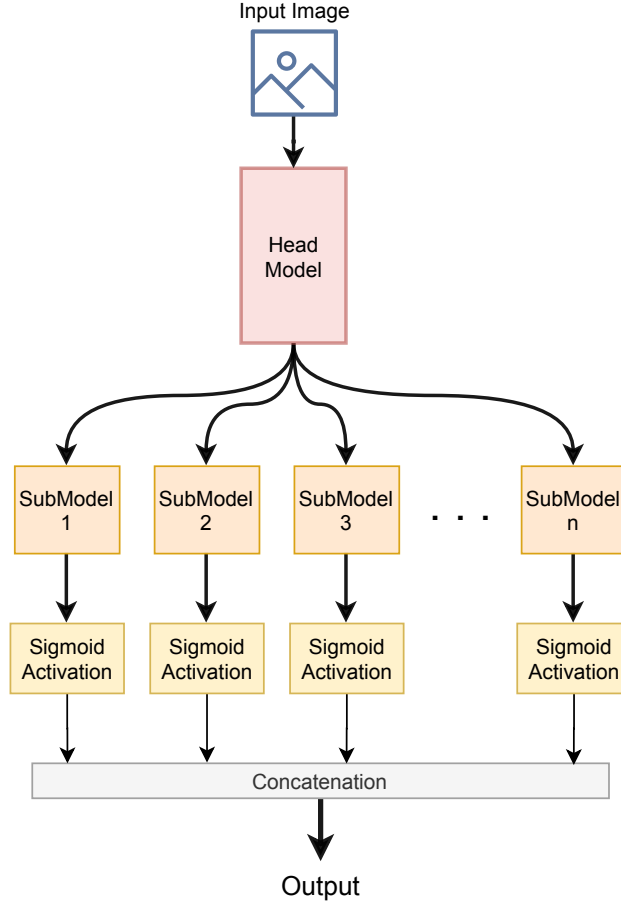 Input Image
Head
Model
SubModel
1
SubModel
2
SubModel
3
. . .
SubModel
n
Sigmoid
Activation
Sigmoid
Activation
Sigmoid
Activation
Sigmoid
Activation
Concatenation
Output